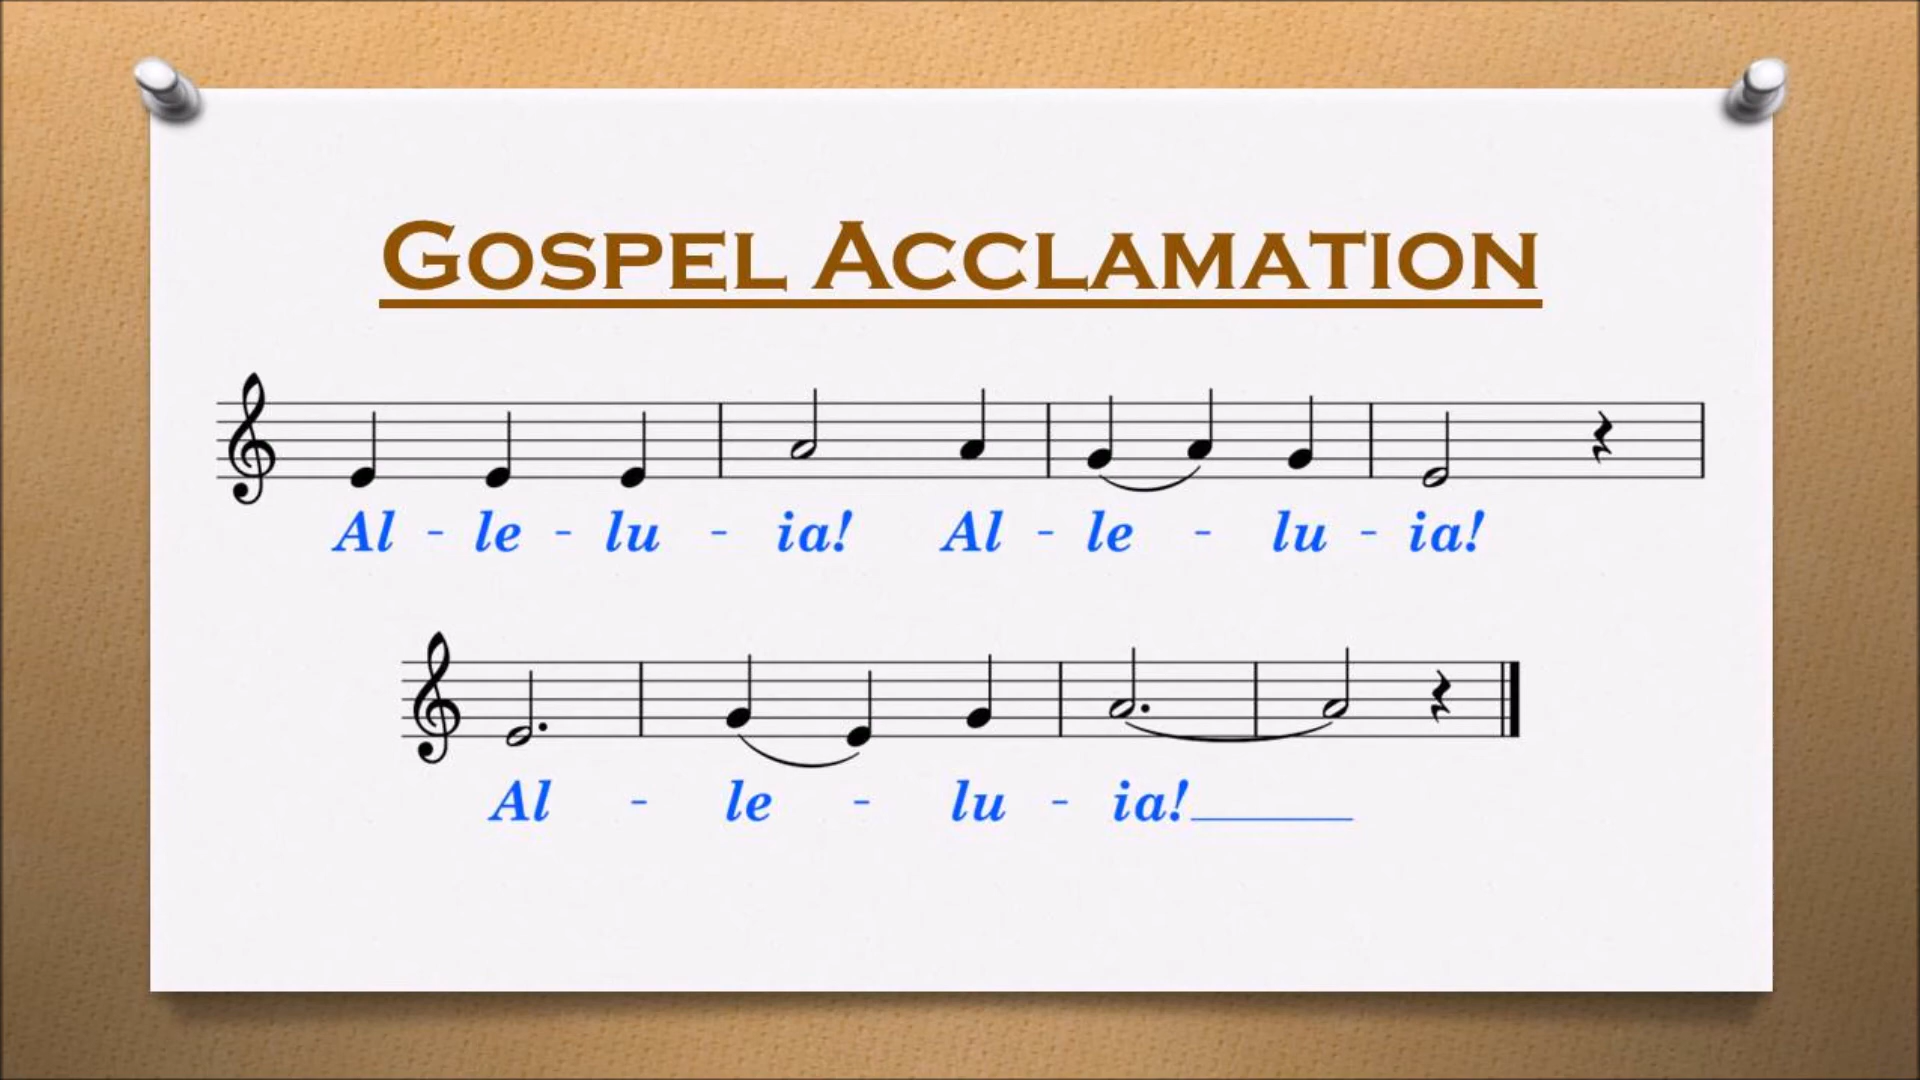 GOSPEL ACCLAMATION
Al - le - lu - ia! Al - le - lu - ia!
Al - le - lu - ia!